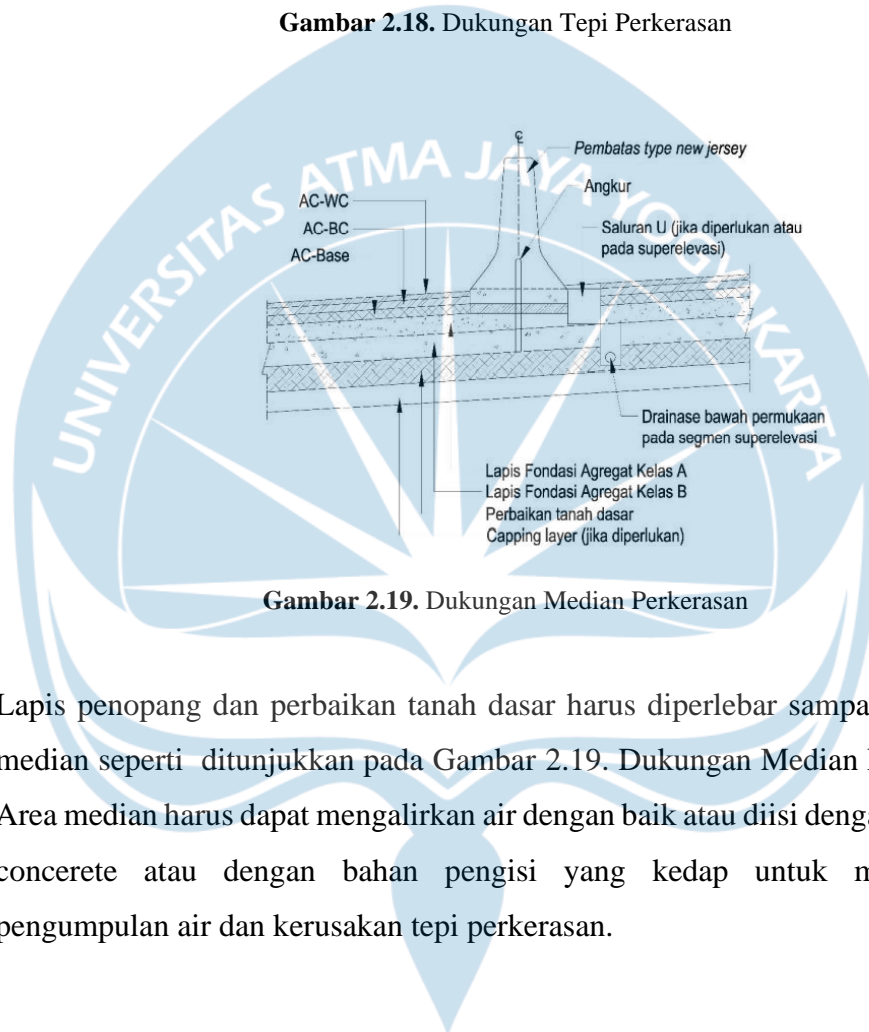 Gambar 2.18. Dukungan Tepi Perkerasan
UNIVERSITAS ATMA JAYA YOGYAKARTA
℄
Pembatas type new jersey
Angkur
AC-WC
AC-BC
AC-Base
Saluran U (jika diperlukan atau
pada superelevasi)
Drainase bawah permukaan
pada segmen superelevasi
Lapis Fondasi Agregat Kelas A
Lapis Fondasi Agregat Kelas B
Perbaikan tanah dasar
Capping layer (jika diperlukan)
Gambar 2.19. Dukungan Median Perkerasan
Lapis penopang dan perbaikan tanah dasar harus diperlebar
median seperti ditunjukkan pada Gambar 2.19. Dukungan Median
Area median harus dapat mengalirkan air dengan baik atau diisi
concerete atau dengan bahan pengisi yang kedap untuk
pengumpulan air dan kerusakan tepi perkerasan.